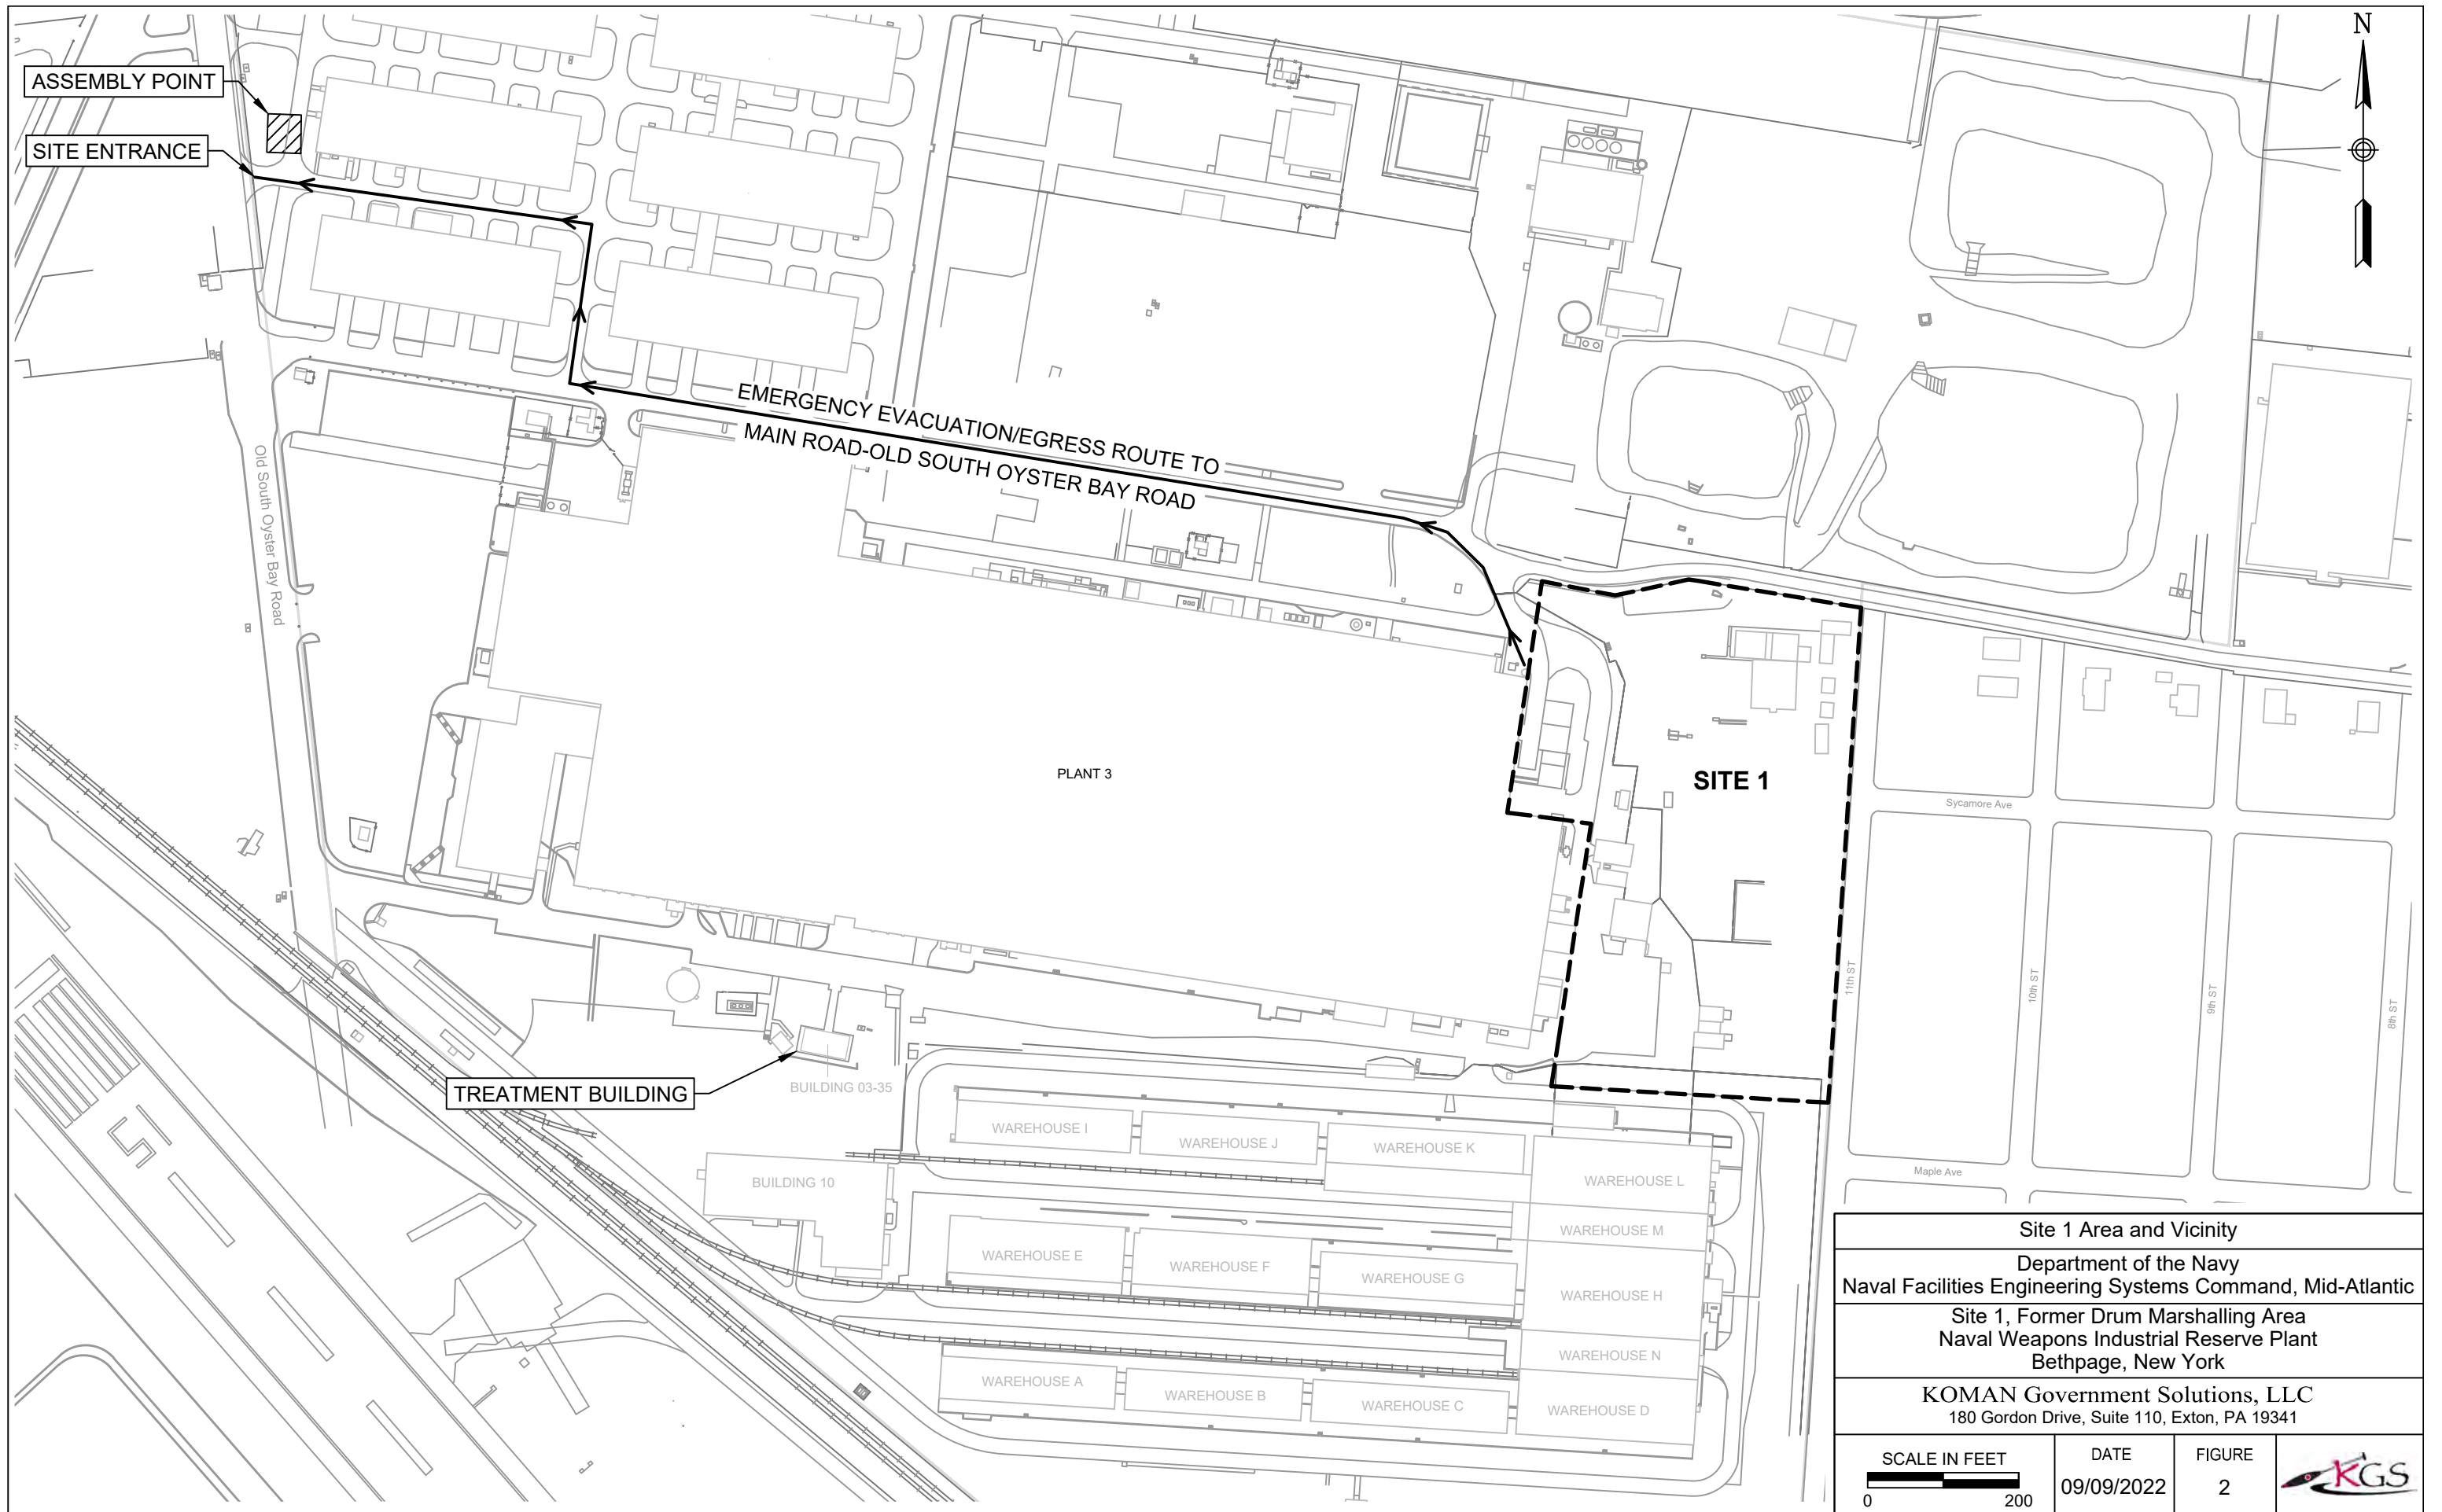 N
ASSEMBLY POINT
SITE ENTRANCE
EMERGENCY EVACUATION/EGRESS ROUTE TO
MAIN ROAD-OLD SOUTH OYSTER BAY ROAD
Old South Oyster Bay Road
PLANT 3
SITE 1
Sycamore Ave
11th ST
10th ST
9th ST
8th ST
Maple Ave
TREATMENT BUILDING
BUILDING 03-35
BUILDING 10
WAREHOUSE I
WAREHOUSE J
WAREHOUSE K
WAREHOUSE L
WAREHOUSE M
WAREHOUSE E
WAREHOUSE F
WAREHOUSE G
WAREHOUSE H
WAREHOUSE N
WAREHOUSE A
WAREHOUSE B
WAREHOUSE C
WAREHOUSE D
5
Site 1 Area and Vicinity
Department of the Navy
Naval Facilities Engineering Systems Command, Mid-Atlantic
Site 1, Former Drum Marshalling Area
Naval Weapons Industrial Reserve Plant
Bethpage, New York
KOMAN Government Solutions, LLC
180 Gordon Drive, Suite 110, Exton, PA 19341
SCALE IN FEET
0 200
DATE
09/09/2022
FIGURE
2
KGS